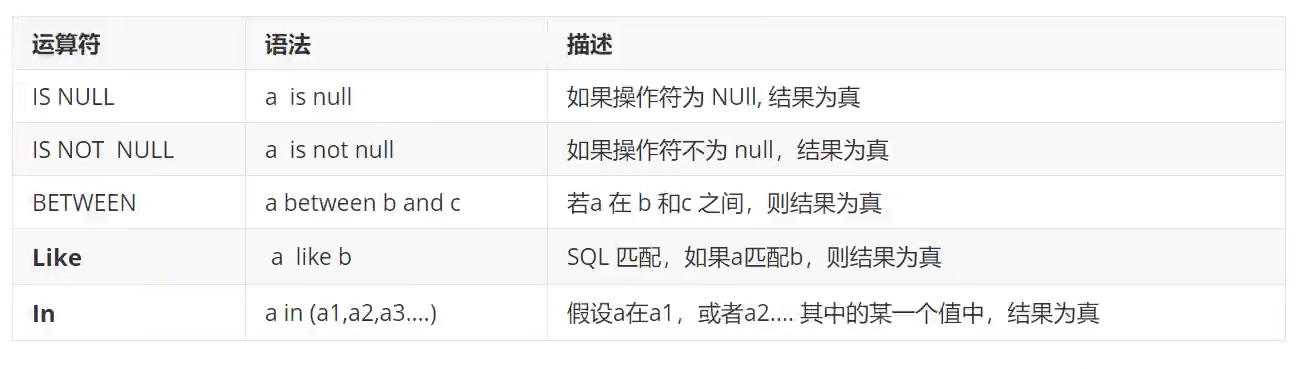 运算符 语法 描述
IS NULL a is null 如果操作符为 NUll, 结果为真
IS NOT NULL a is not null 如果操作符不为 null，结果为真
BETWEEN a between b and c 若a 在 b 和c 之间，则结果为真
Like a like b SQL 匹配，如果a匹配b，则结果为真
In a in (a1,a2,a3....) 假设a在a1，或者a2.... 其中的某一个值中，结果为真